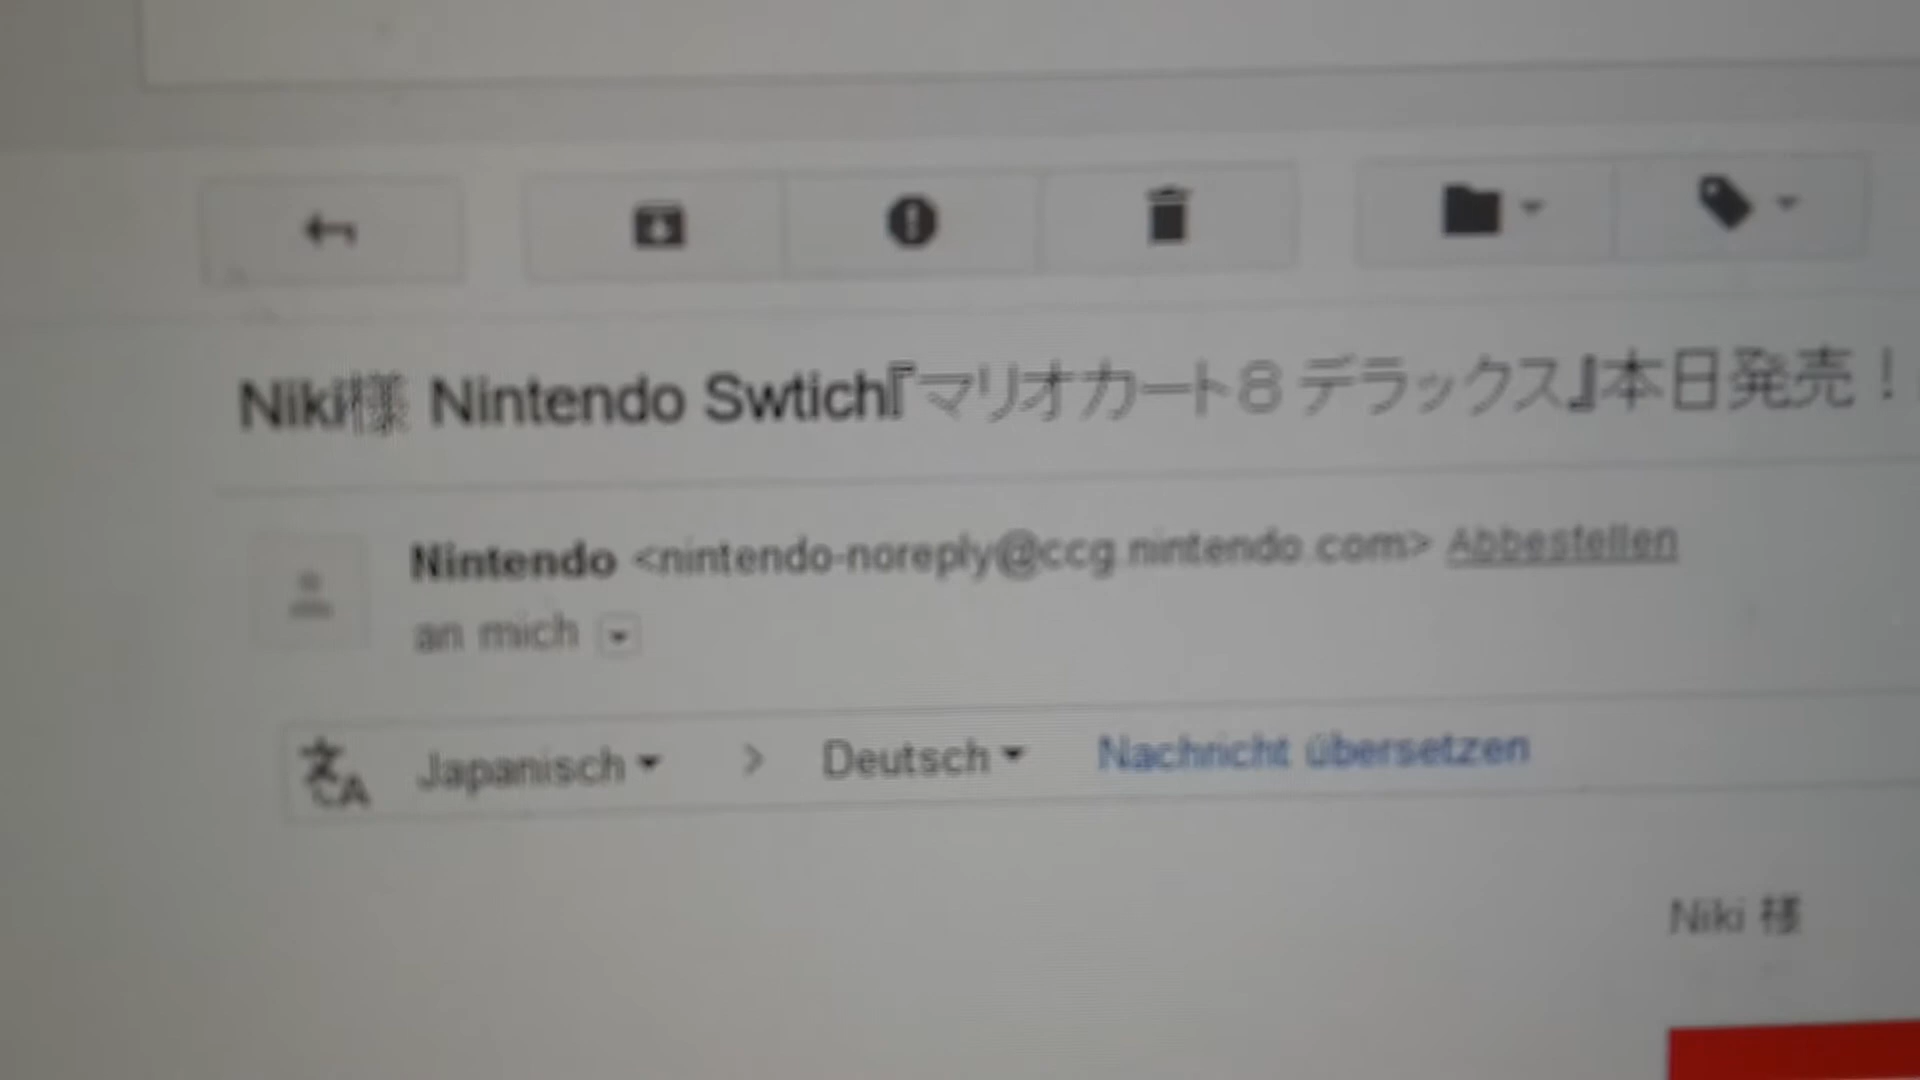 Niki様 Nintendo Swtich『マリオカート８ デラックス』本日発売！
Nintendo <nintendo-noreply@ccg.nintendo.com> Abbestellen
an mich
Japanisch > Deutsch Nachricht übersetzen
Niki 様